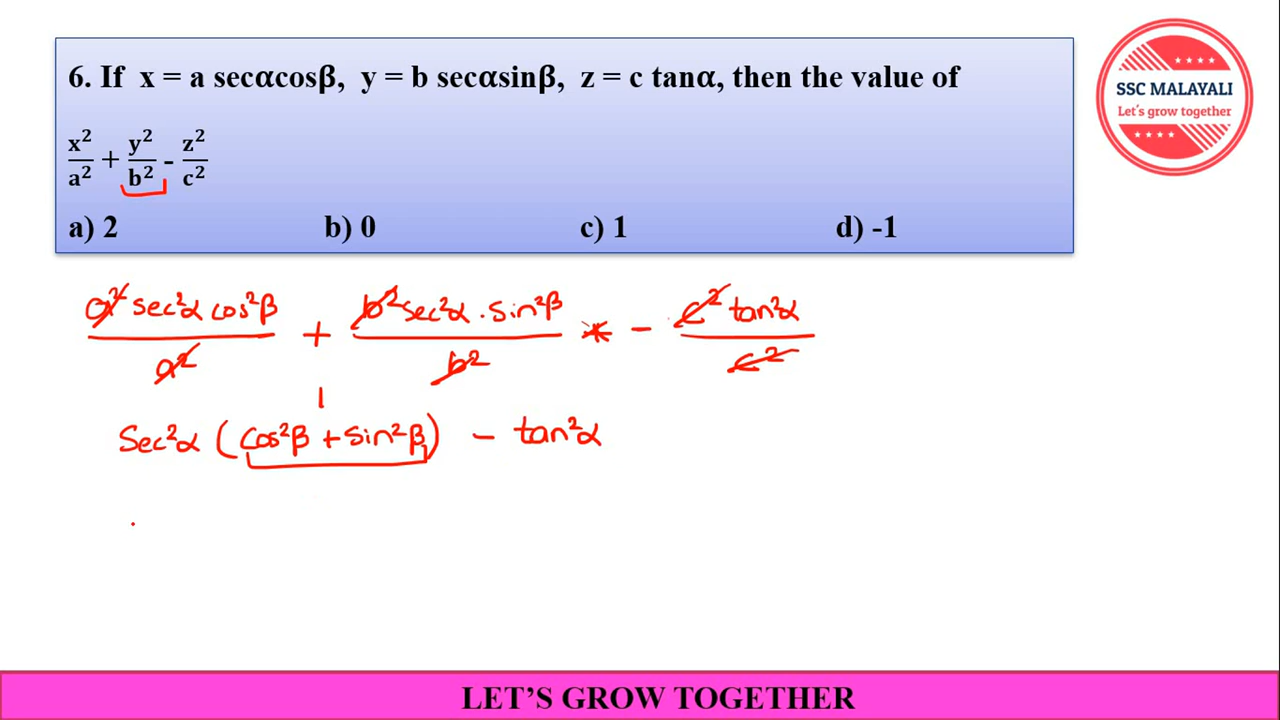 6. If x = a secαcosβ, y = b secαsinβ, z = c tanα, then the value of
x²/a² + y²/b² - z²/c²
a) 2 b) 0 c) 1 d) -1
SSC MALAYALI
Let's grow together
a² sec²α cos²β / a² + b² sec²α · sin²β / b² - c² tan²α / c²
1
Sec²α (cos²β + sin²β) - tan²α
LET'S GROW TOGETHER